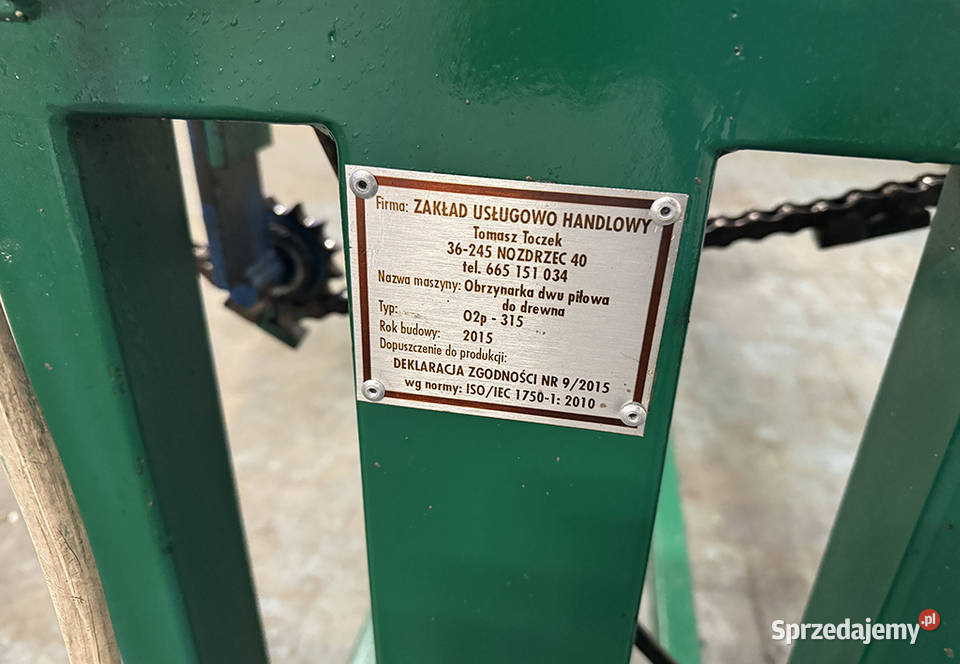 Firma: ZAKŁAD USŁUGOWO HANDLOWY
Tomasz Toczek
36-245 NOZDRZEC 40
tel. 665 151 034
Nazwa maszyny: Obrzynarka dwu piłowa
do drewna
Typ: O2p - 315
Rok budowy: 2015
Dopuszczenie do produkcji:
DEKLARACJA ZGODNOŚCI NR 9/2015
wg normy: ISO/IEC 1750-1: 2010
Sprzedajemy.pl